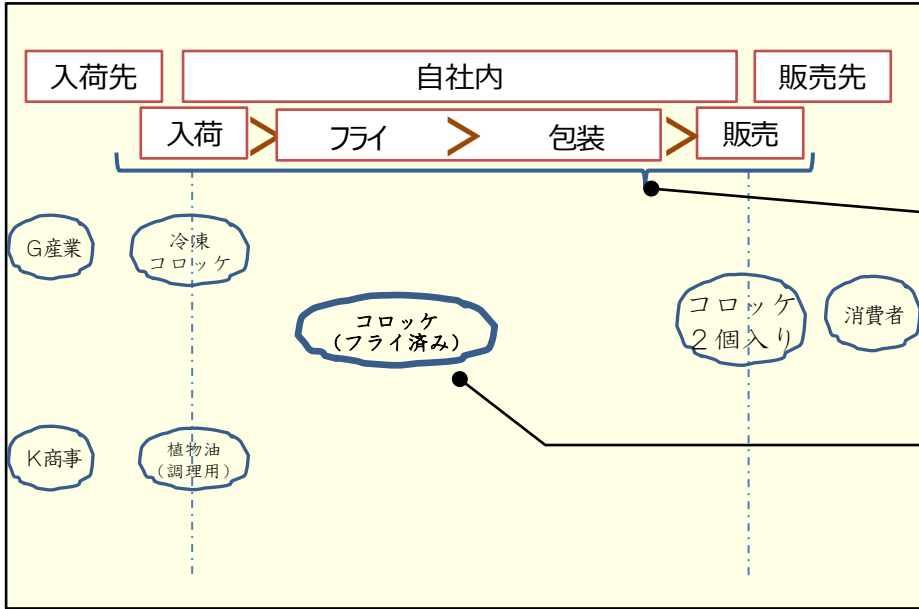 入荷先
自社内
販売先
入荷
フライ
包装
販売
G産業
冷凍
コロッケ
コロッケ
(フライ済み)
コロッケ
2個入り
消費者
K商事
植物油
(調理用)